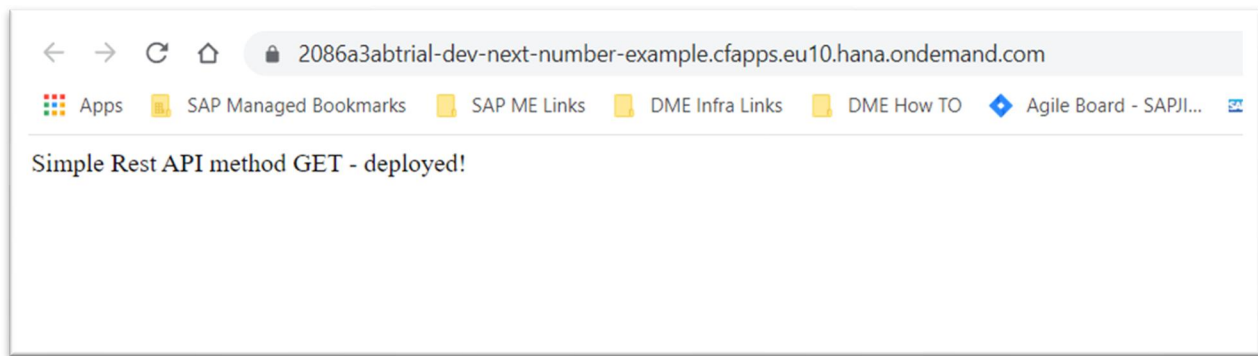 2086a3abtrial-dev-next-number-example.cfapps.eu10.hana.ondemand.com
Apps SAP Managed Bookmarks SAP ME Links DME Infra Links DME How TO Agile Board - SAPJI...
Simple Rest API method GET - deployed!